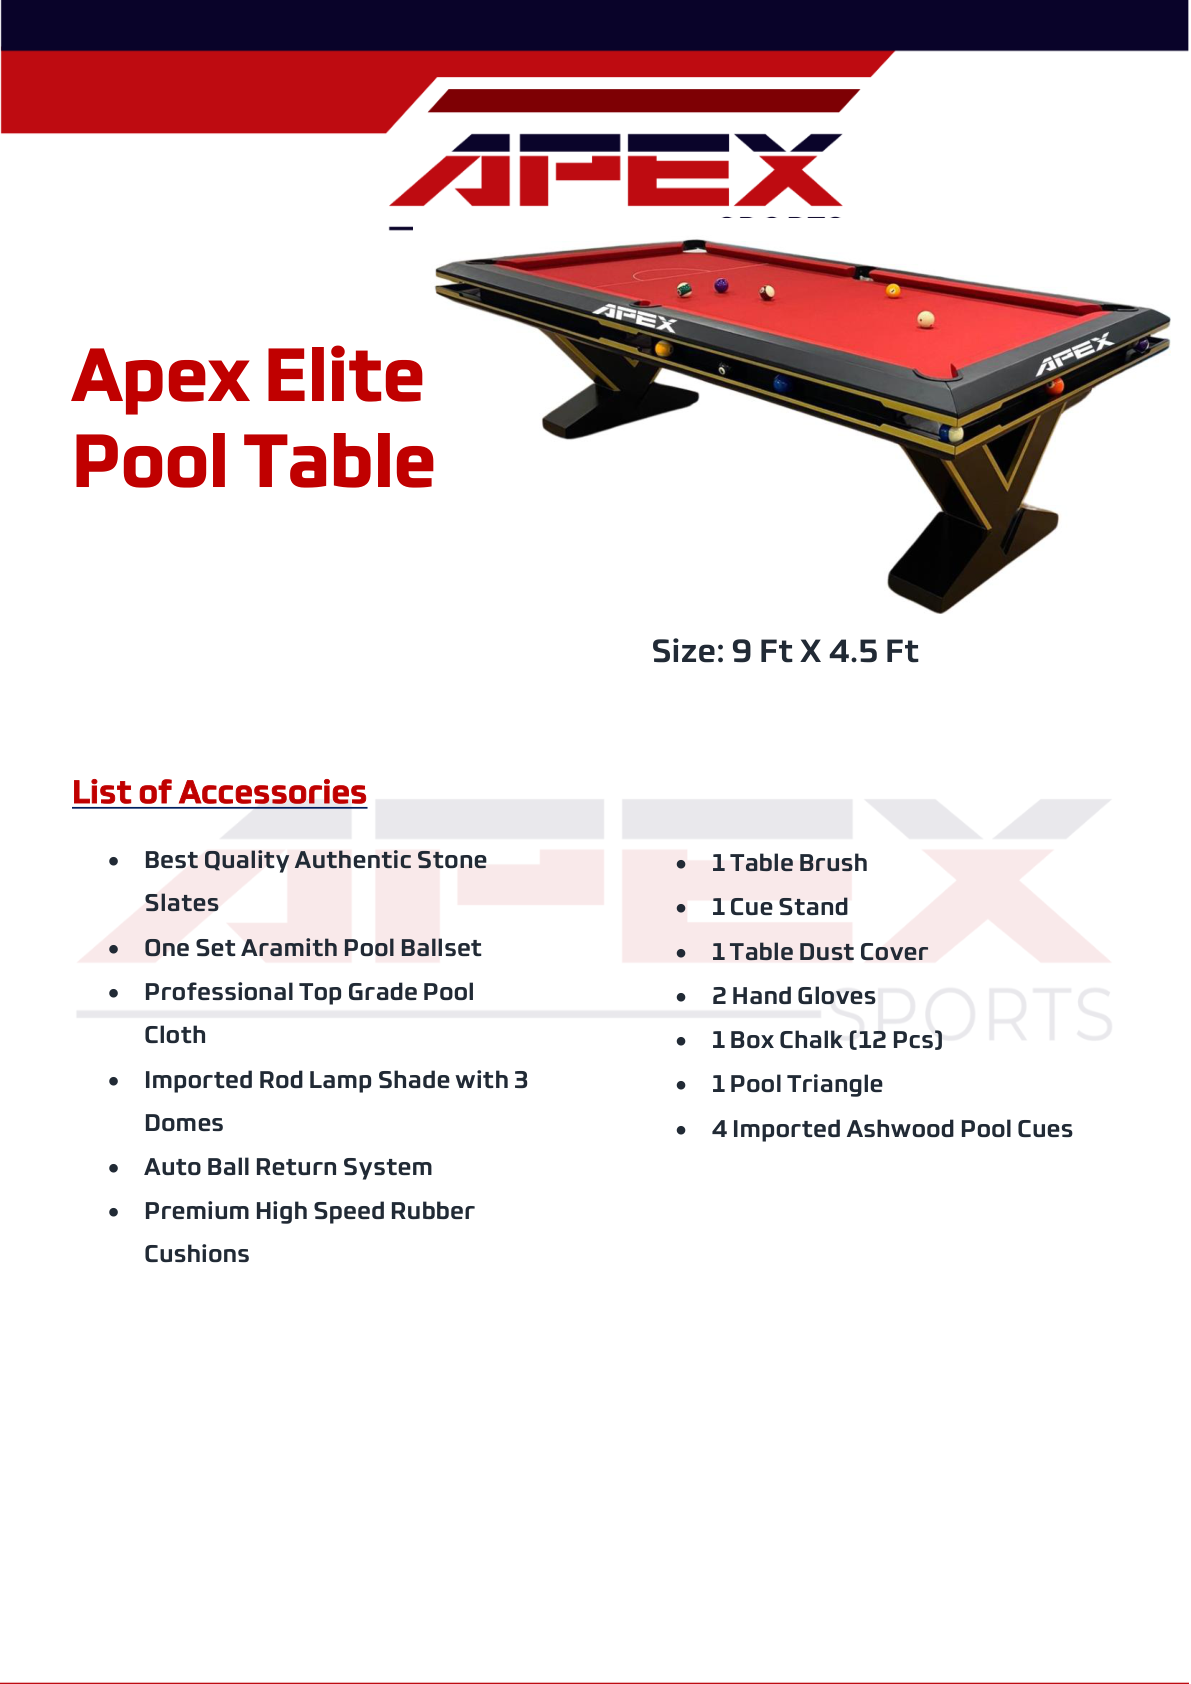 APEX
SPORTS
APEX
APEX
Apex Elite
Pool Table
Size: 9 Ft X 4.5 Ft
List of Accessories
• Best Quality Authentic Stone
Slates
• One Set Aramith Pool Ballset
• Professional Top Grade Pool
Cloth
• Imported Rod Lamp Shade with 3
Domes
• Auto Ball Return System
• Premium High Speed Rubber
Cushions
• 1 Table Brush
• 1 Cue Stand
• 1 Table Dust Cover
• 2 Hand Gloves
• 1 Box Chalk (12 Pcs)
• 1 Pool Triangle
• 4 Imported Ashwood Pool Cues
APEX
SPORTS